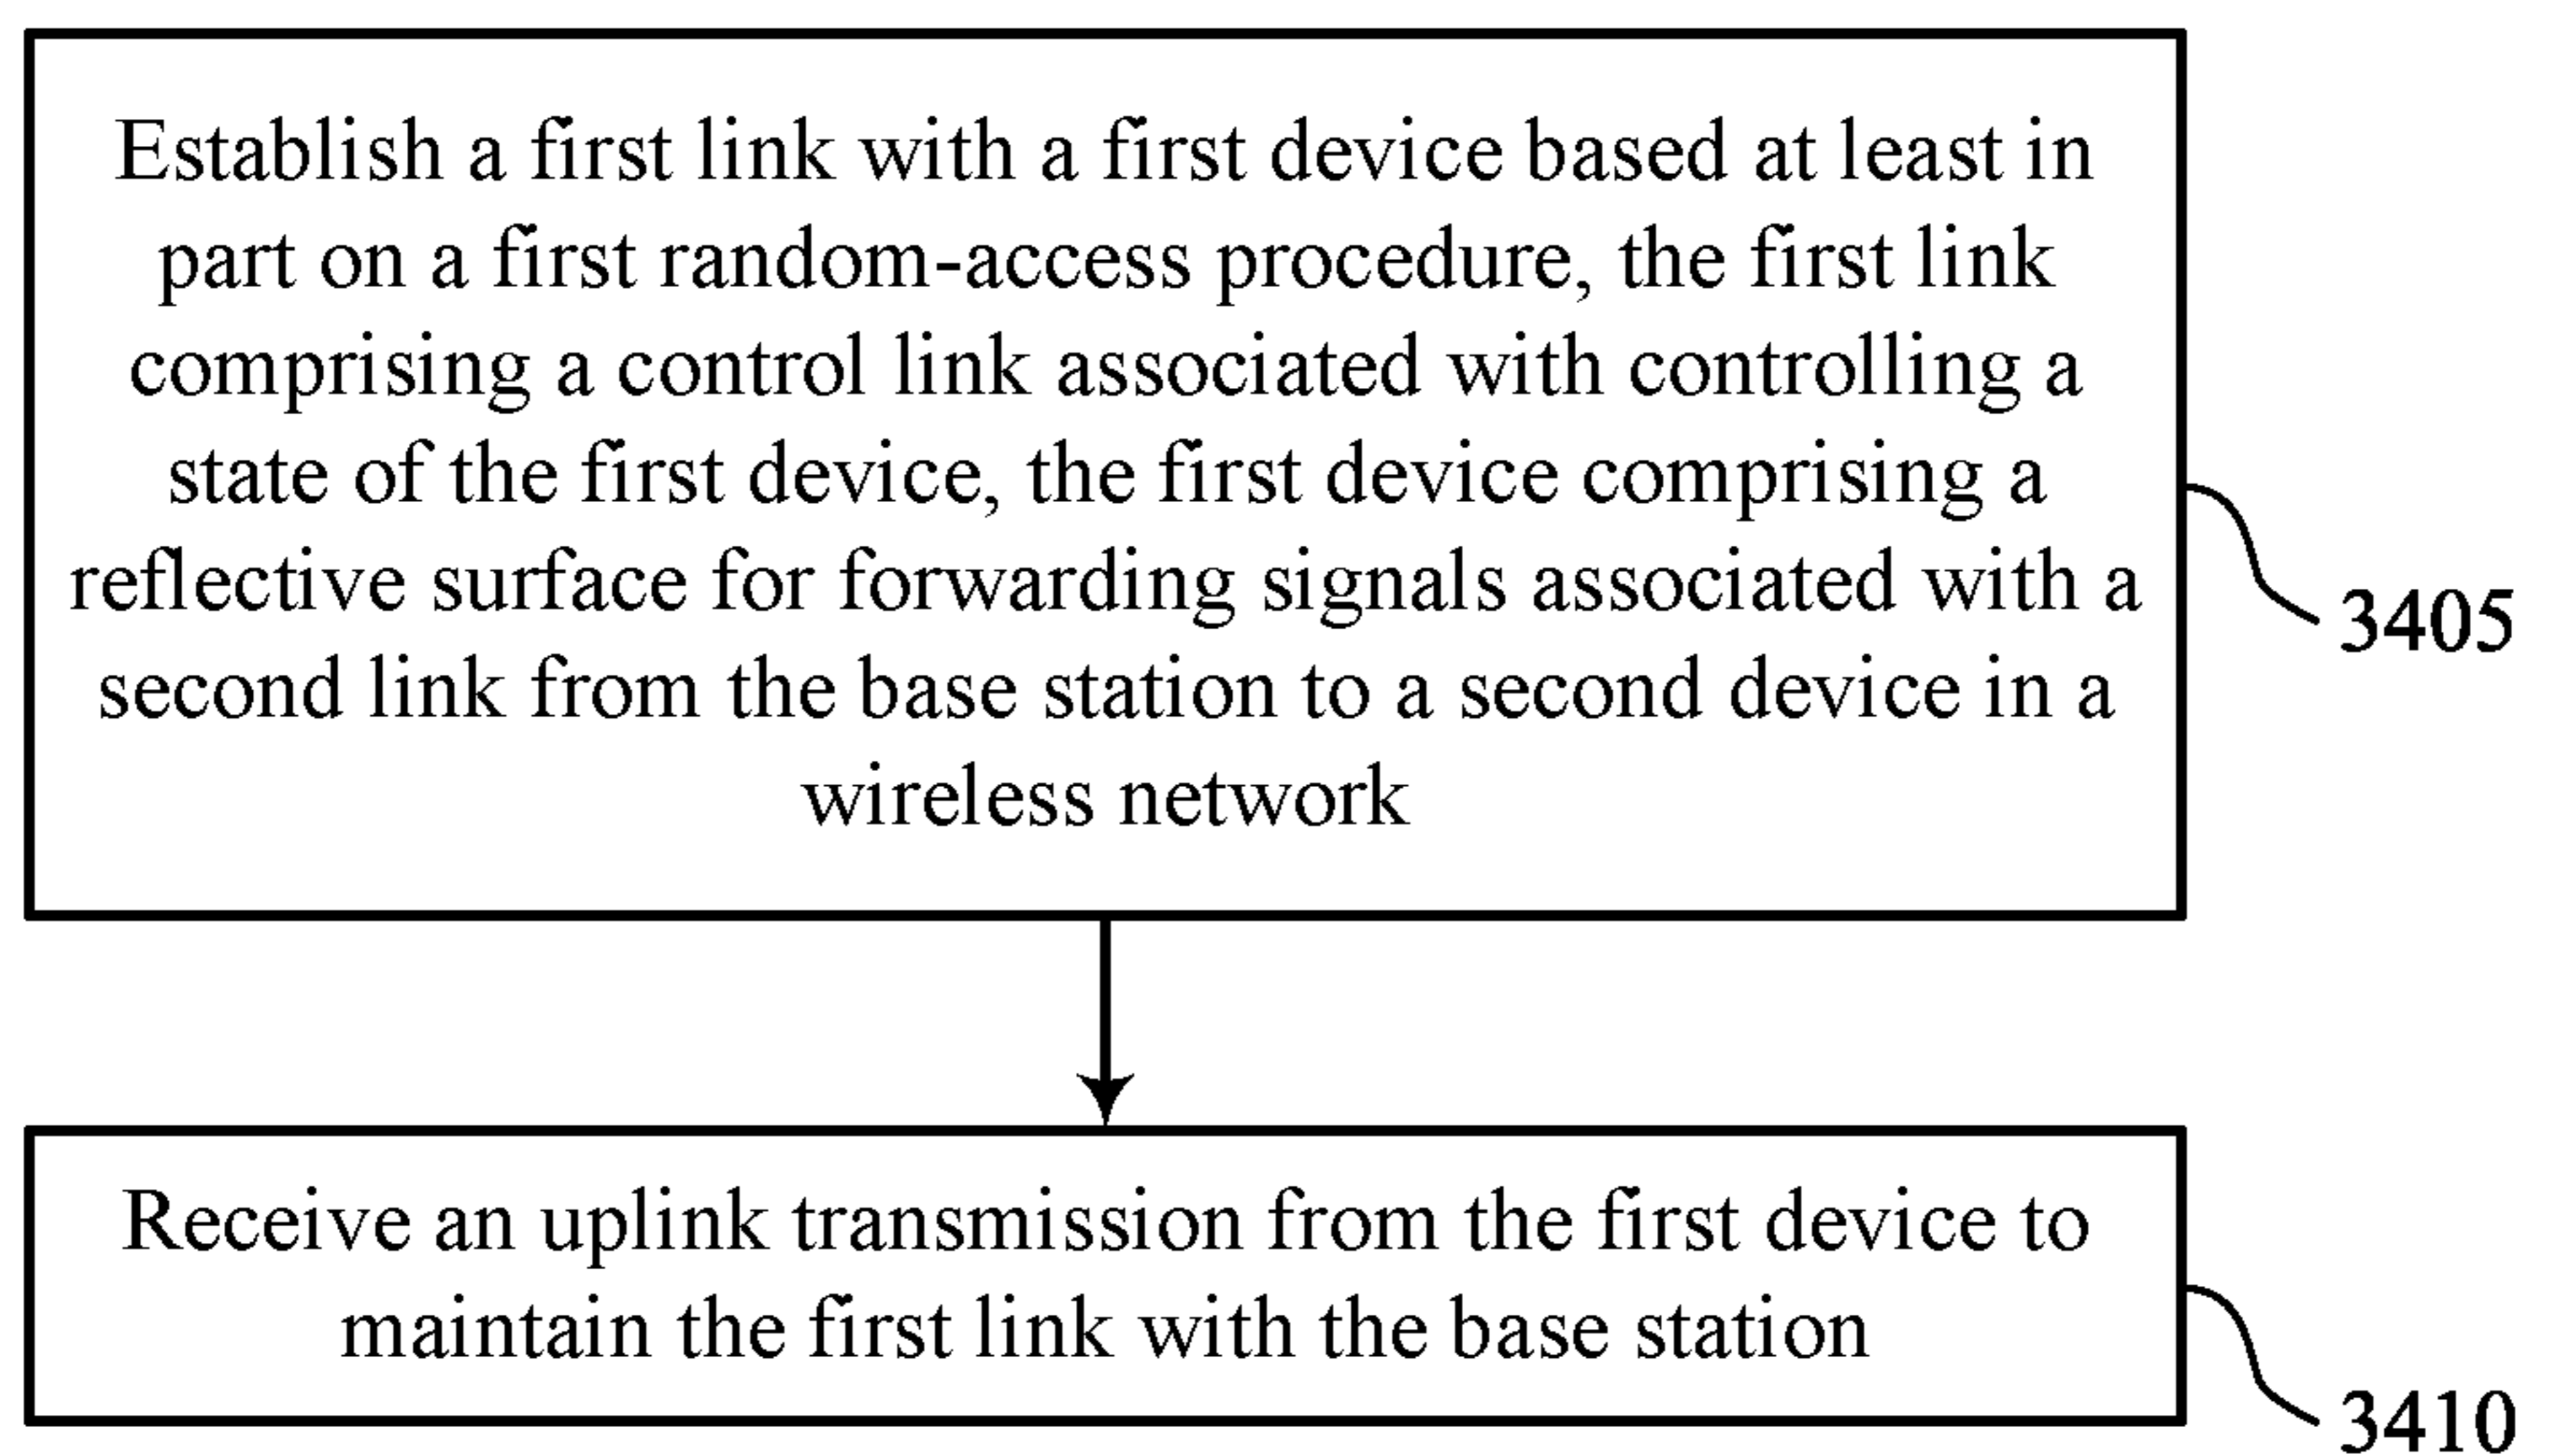 Establish a first link with a first device based at least in
part on a first random-access procedure, the first link
comprising a control link associated with controlling a
state of the first device, the first device comprising a
reflective surface for forwarding signals associated with a
second link from the base station to a second device in a
wireless network
3405
Receive an uplink transmission from the first device to
maintain the first link with the base station
3410